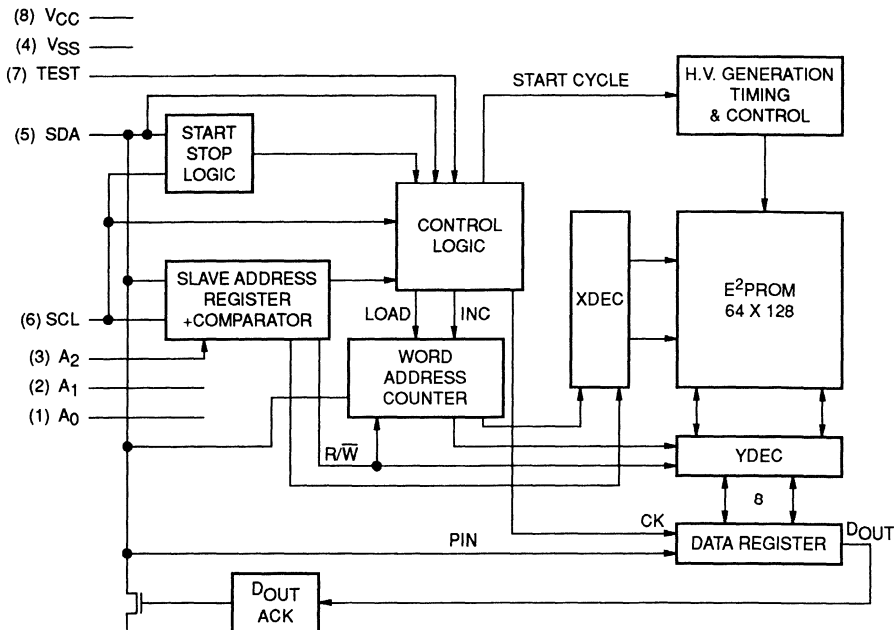 (8) VCC
(4) VSS
(7) TEST
START CYCLE
H.V. GENERATION
TIMING
& CONTROL
(5) SDA
START
STOP
LOGIC
CONTROL
LOGIC
SLAVE ADDRESS
REGISTER
+COMPARATOR
XDEC
E²PROM
64 X 128
(6) SCL
LOAD
INC
(3) A2
(2) A1
(1) A0
WORD
ADDRESS
COUNTER
R/W̅
YDEC
8
CK
DATA REGISTER
DOUT
PIN
DOUT
ACK